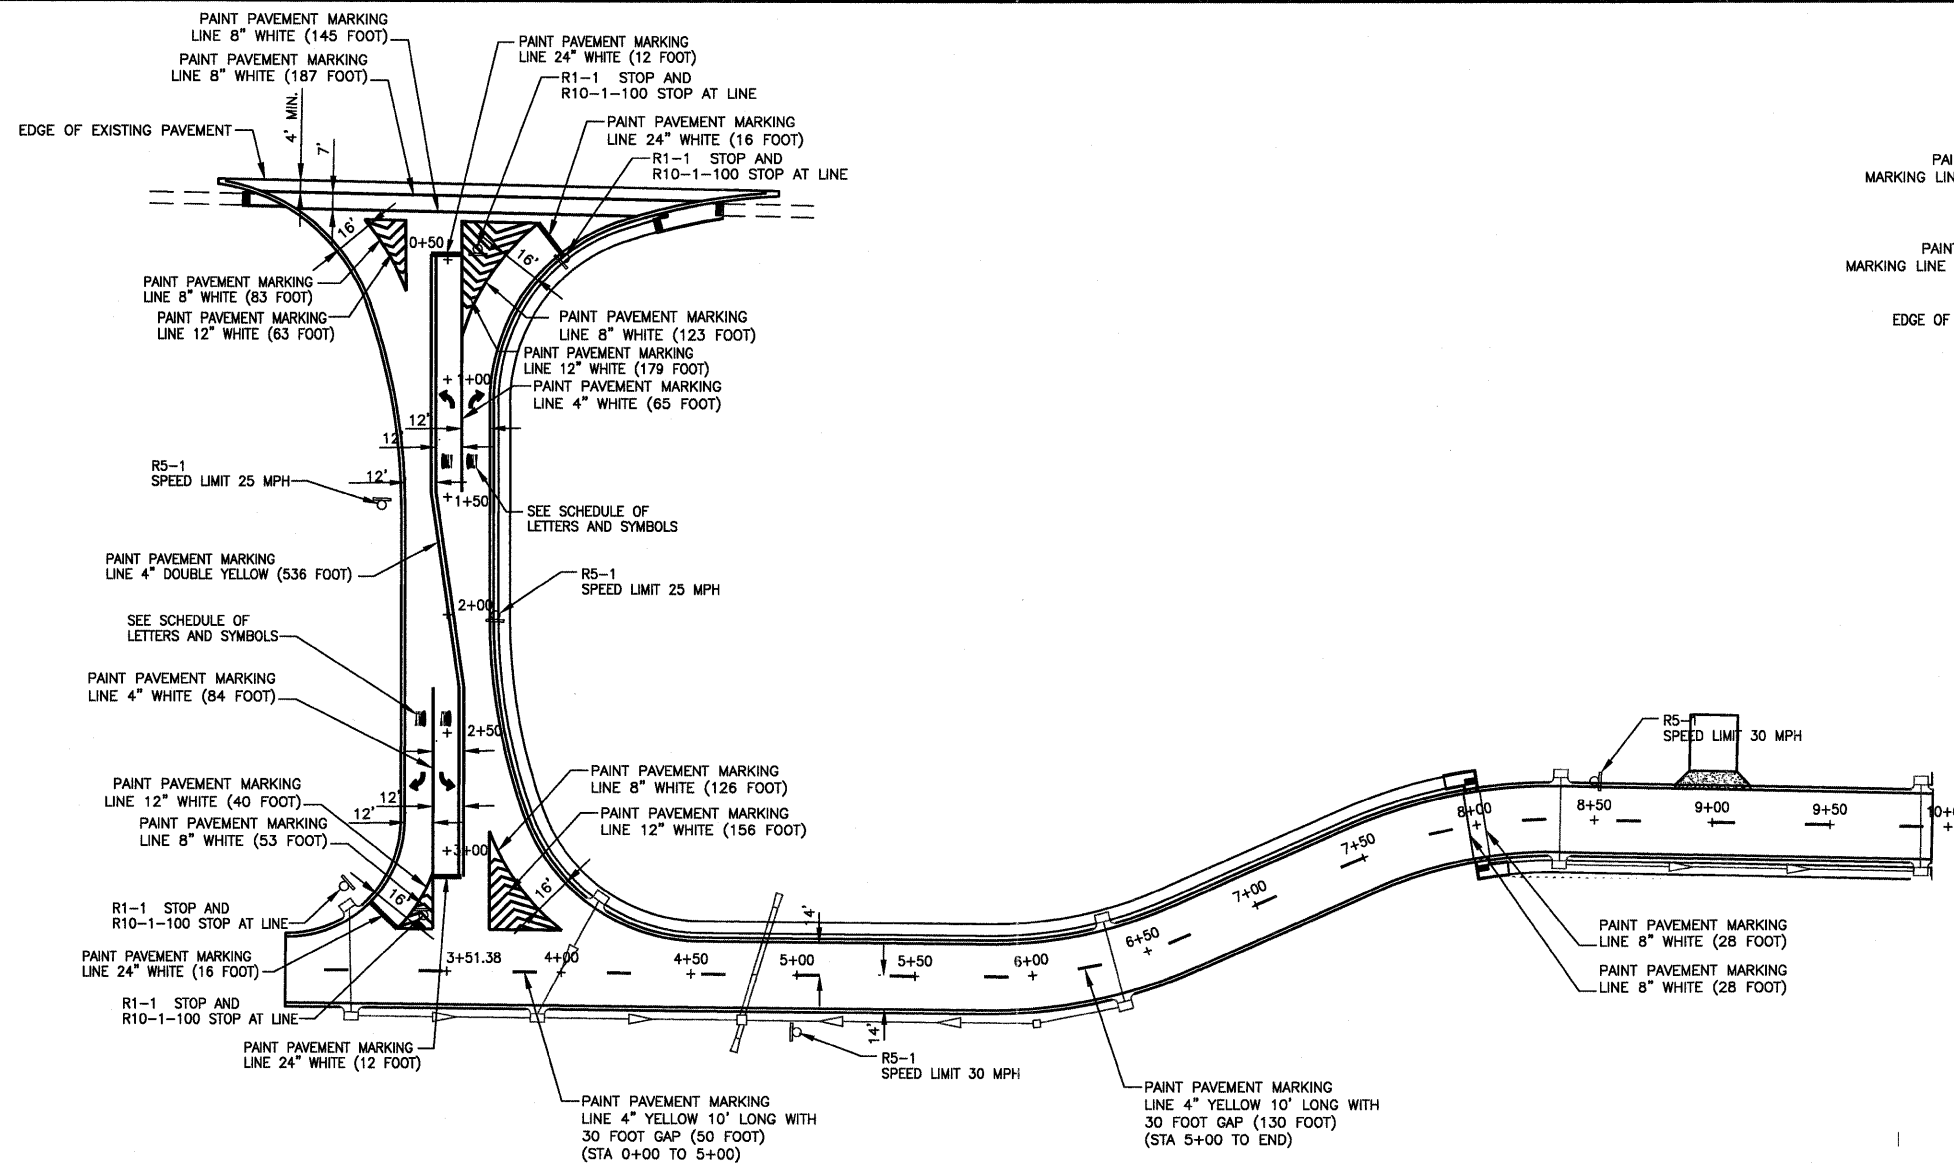 PAINT PAVEMENT MARKING
LINE 8" WHITE (145 FOOT)
PAINT PAVEMENT MARKING
LINE 8" WHITE (187 FOOT)
4' MIN.
7'
EDGE OF EXISTING PAVEMENT
PAINT PAVEMENT MARKING
LINE 24" WHITE (12 FOOT)
R1-1 STOP AND
R10-1-100 STOP AT LINE
PAINT PAVEMENT MARKING
LINE 24" WHITE (16 FOOT)
R1-1 STOP AND
R10-1-100 STOP AT LINE
16'
0+50
16'
PAINT PAVEMENT MARKING
LINE 8" WHITE (83 FOOT)
PAINT PAVEMENT MARKING
LINE 12" WHITE (63 FOOT)
PAINT PAVEMENT MARKING
LINE 8" WHITE (123 FOOT)
PAINT PAVEMENT MARKING
LINE 12" WHITE (179 FOOT)
1+00
PAINT PAVEMENT MARKING
LINE 4" WHITE (65 FOOT)
12'
12'
12'
R5-1
SPEED LIMIT 25 MPH
1+50
SEE SCHEDULE OF
LETTERS AND SYMBOLS
PAINT PAVEMENT MARKING
LINE 4" DOUBLE YELLOW (536 FOOT)
R5-1
SPEED LIMIT 25 MPH
2+00
SEE SCHEDULE OF
LETTERS AND SYMBOLS
PAINT PAVEMENT MARKING
LINE 4" WHITE (84 FOOT)
2+50
PAINT PAVEMENT MARKING
LINE 12" WHITE (40 FOOT)
12'
12'
PAINT PAVEMENT MARKING
LINE 8" WHITE (53 FOOT)
3+00
PAINT PAVEMENT MARKING
LINE 8" WHITE (126 FOOT)
PAINT PAVEMENT MARKING
LINE 12" WHITE (156 FOOT)
16'
16'
R1-1 STOP AND
R10-1-100 STOP AT LINE
PAINT PAVEMENT MARKING
LINE 24" WHITE (16 FOOT)
R1-1 STOP AND
R10-1-100 STOP AT LINE
PAINT PAVEMENT MARKING
LINE 24" WHITE (12 FOOT)
3+51.38
4+00
4+50
5+00
5+50
6+00
6+50
7+00
7+50
8+00
8+50
9+00
9+50
10+
14'
14'
R5-1
SPEED LIMIT 30 MPH
R5-1
SPEED LIMIT 30 MPH
PAINT PAVEMENT MARKING
LINE 8" WHITE (28 FOOT)
PAINT PAVEMENT MARKING
LINE 8" WHITE (28 FOOT)
PAINT PAVEMENT MARKING
LINE 4" YELLOW 10' LONG WITH
30 FOOT GAP (50 FOOT)
(STA 0+00 TO 5+00)
PAINT PAVEMENT MARKING
LINE 4" YELLOW 10' LONG WITH
30 FOOT GAP (130 FOOT)
(STA 5+00 TO END)
PAI
MARKING LIN
PAINT
MARKING LINE
EDGE OF